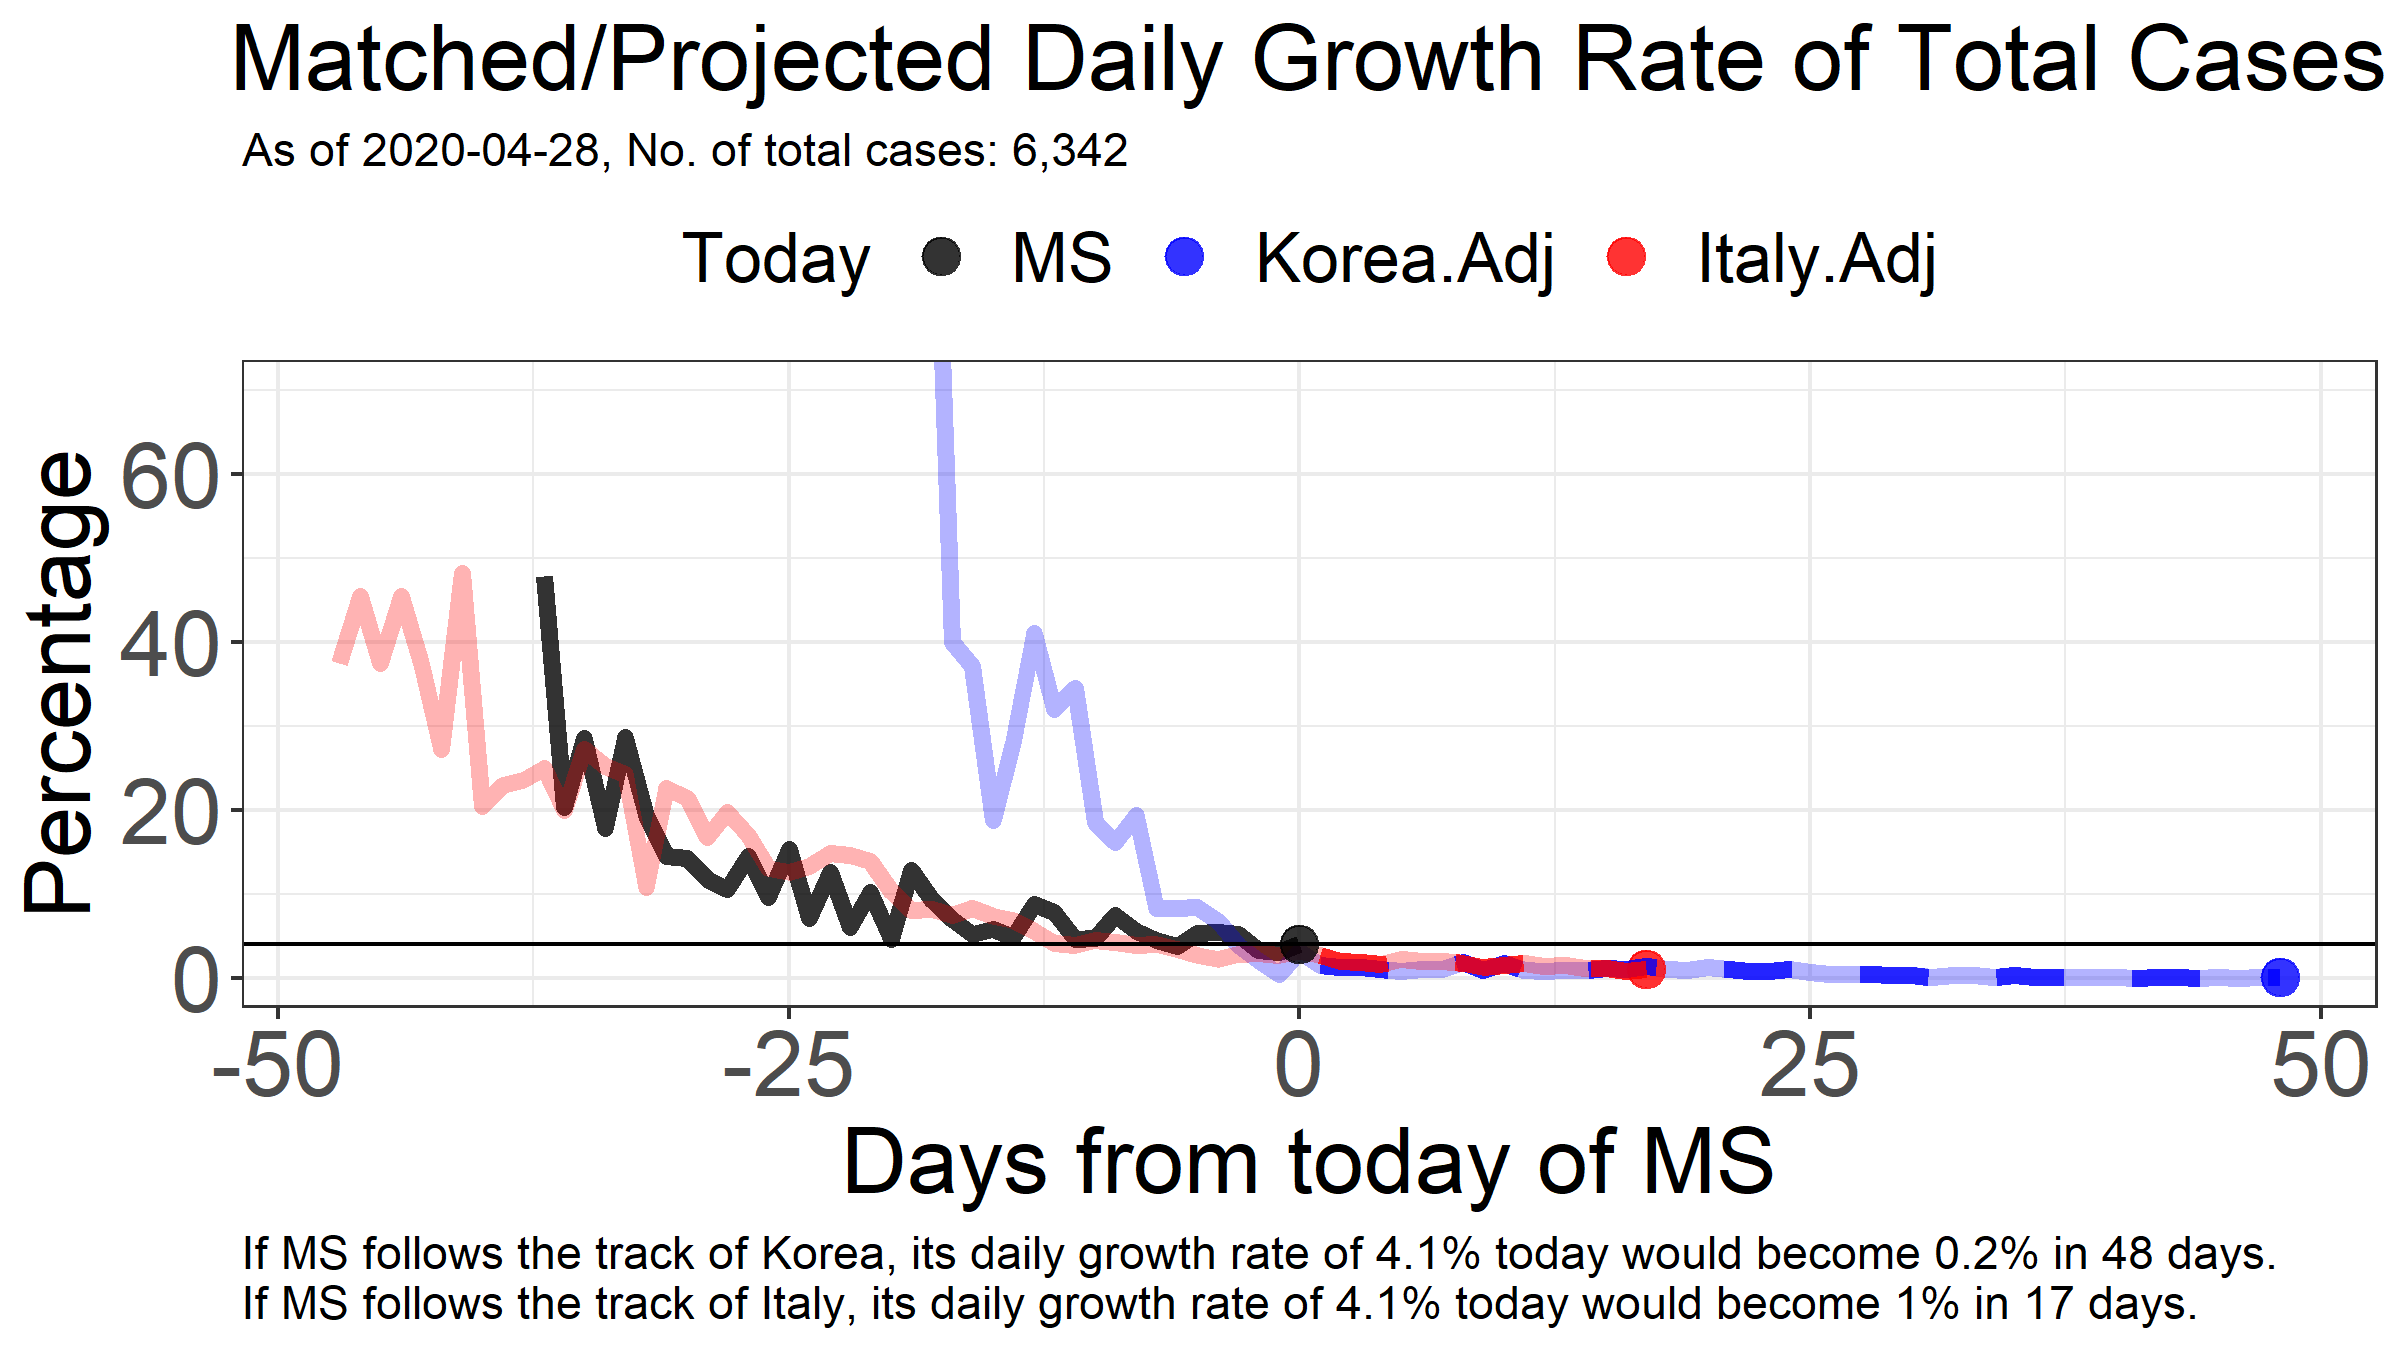 Matched/Projected Daily Growth Rate of Total Cases
As of 2020-04-28, No. of total cases: 6,342
Today MS Korea.Adj Italy.Adj
Percentage
60
40
20
0
-50 -25 0 25 50
Days from today of MS
If MS follows the track of Korea, its daily growth rate of 4.1% today would become 0.2% in 48 days.
If MS follows the track of Italy, its daily growth rate of 4.1% today would become 1% in 17 days.